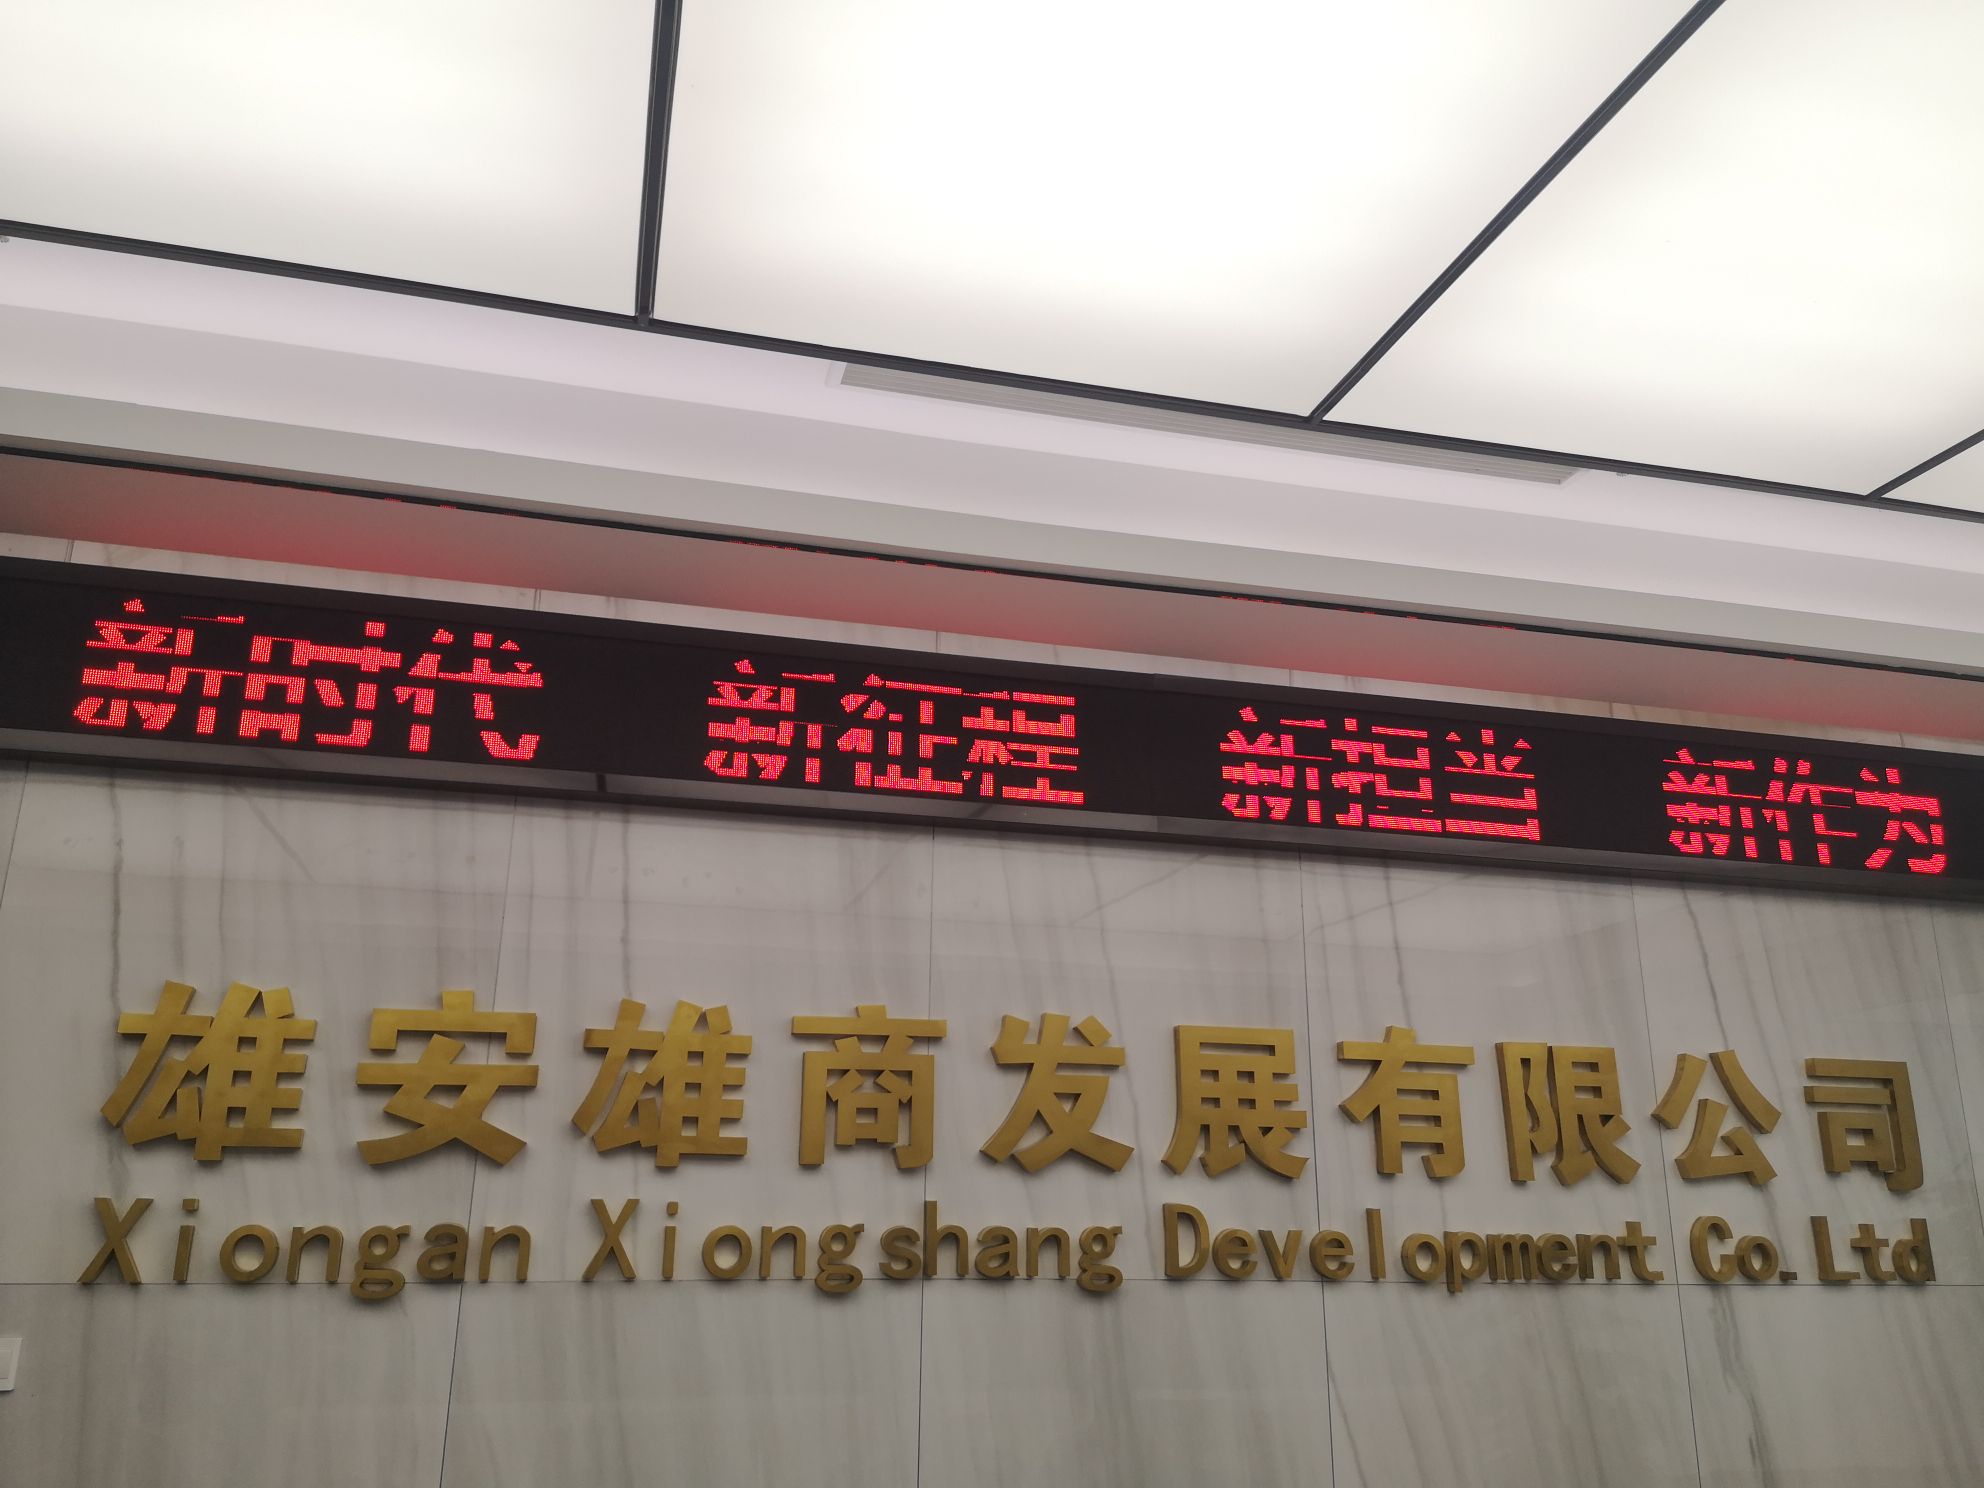 新时代 新征程 新担当 新作为
雄安雄商发展有限公司
Xiongan Xiongshang Development Co.Ltd